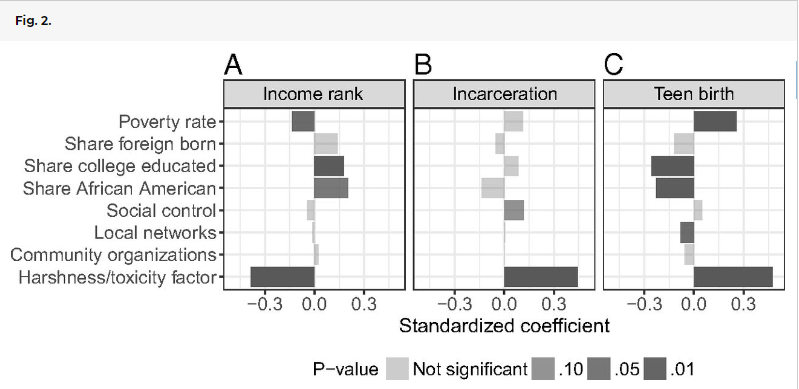 Fig. 2.
A B C
Income rank Incarceration Teen birth
Poverty rate
Share foreign born
Share college educated
Share African American
Social control
Local networks
Community organizations
Harshness/toxicity factor
−0.3 0.0 0.3 −0.3 0.0 0.3 −0.3 0.0 0.3
Standardized coefficient
P−value Not significant .10 .05 .01